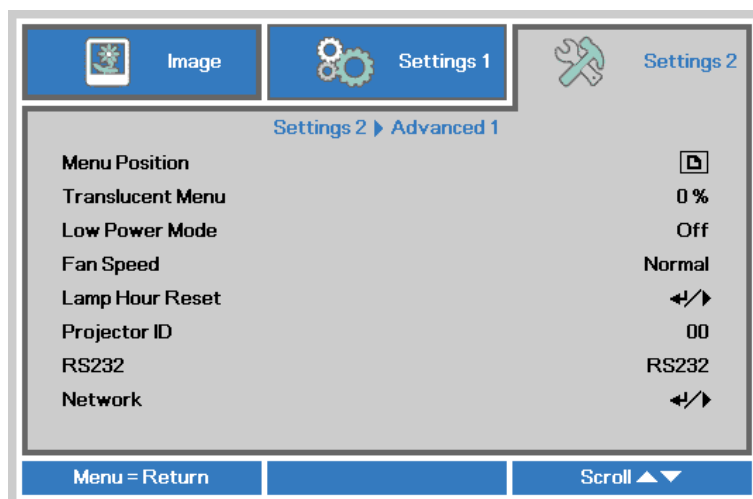 Image
Settings 1
Settings 2
Settings 2 ▶ Advanced 1
Menu Position
Translucent Menu 0 %
Low Power Mode Off
Fan Speed Normal
Lamp Hour Reset ↵/▶
Projector ID 00
RS232 RS232
Network ↵/▶
Menu = Return
Scroll ▲▼